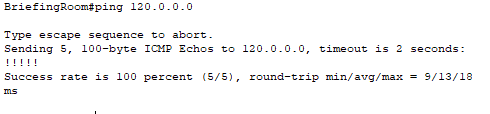 BriefingRoom#ping 120.0.0.0
Type escape sequence to abort.
Sending 5, 100-byte ICMP Echos to 120.0.0.0, timeout is 2 seconds:
!!!!!
Success rate is 100 percent (5/5), round-trip min/avg/max = 9/13/18
ms